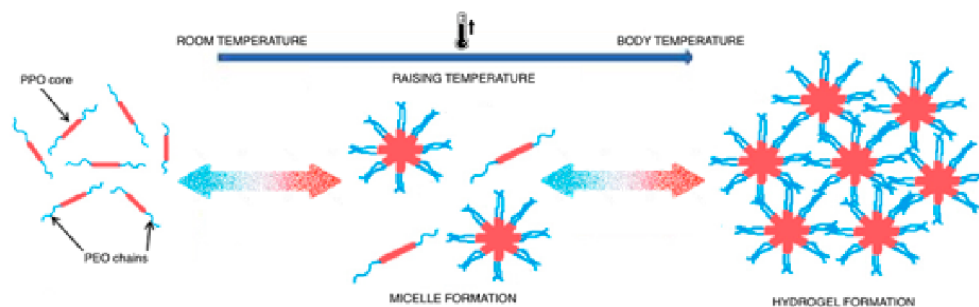 t
ROOM TEMPERATURE
BODY TEMPERATURE
RAISING TEMPERATURE
PPO core
PEO chains
MICELLE FORMATION
HYDROGEL FORMATION